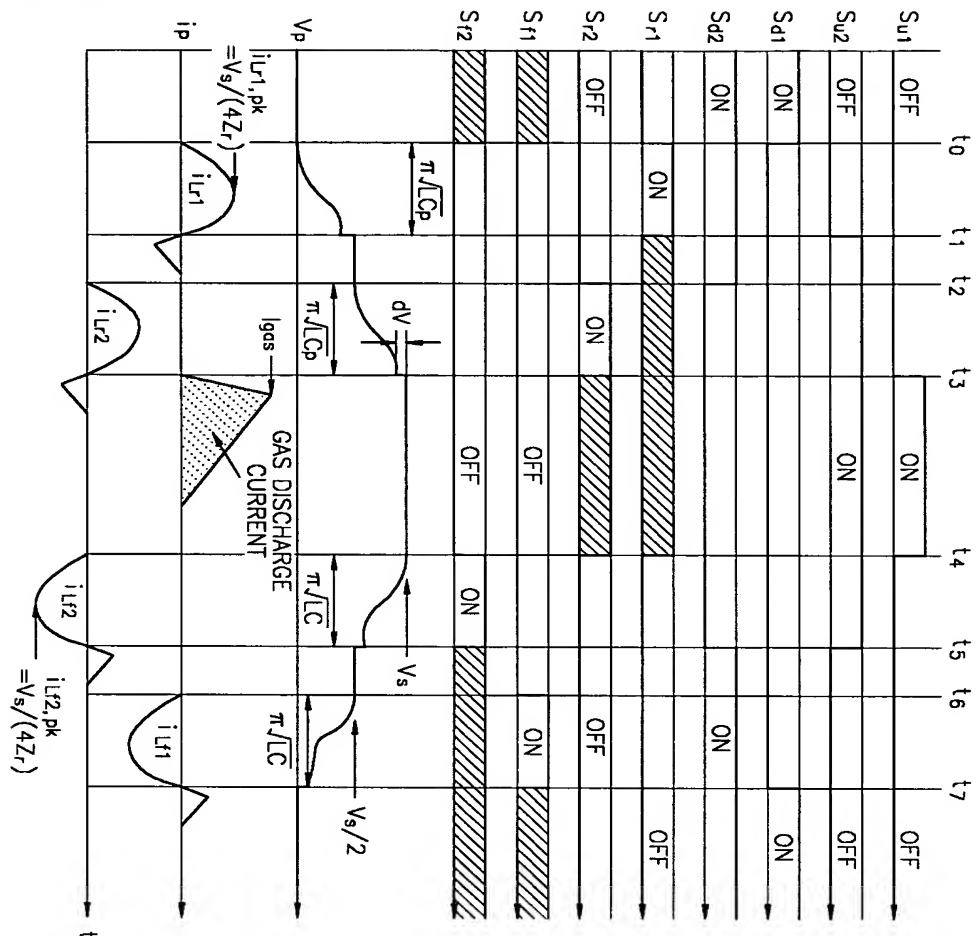 t0 t1 t2 t3 t4 t5 t6 t7
Su1 OFF ON OFF
Su2 OFF ON OFF
Sd1 ON ON
Sd2 ON ON
Sr1 ON OFF
Sr2 OFF ON OFF
Sf1 OFF ON
Sf2 OFF ON
π√LCp
dV
Vs
Vs/2
π√LCp
π√LC
π√LC
Vp
iLr1,pk
=Vs/(4Zr)
Igas
GAS DISCHARGE
CURRENT
ip
iLr1
iLf1
iLr2
iLf2
iLf2,pk
=Vs/(4Zr)
t